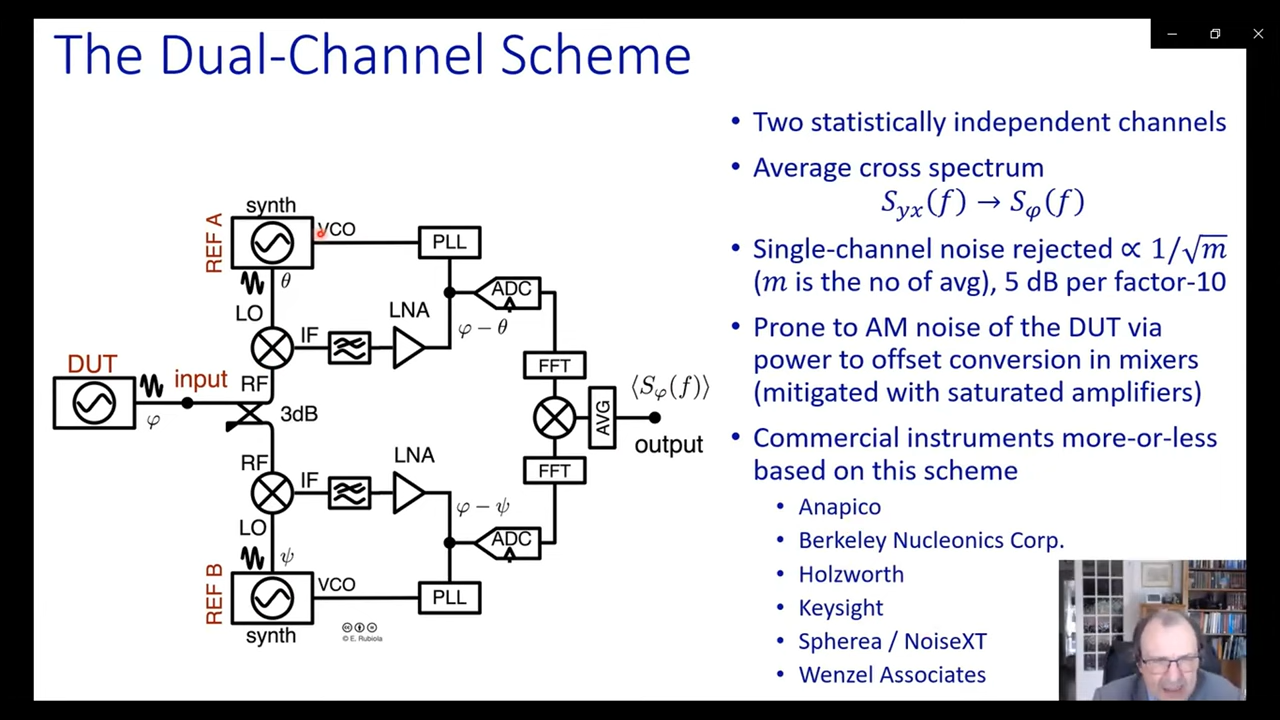 The Dual-Channel Scheme
• Two statistically independent channels
• Average cross spectrum
S_yx(f) → S_φ(f)
• Single-channel noise rejected ∝ 1/√m
(m is the no of avg), 5 dB per factor-10
• Prone to AM noise of the DUT via
power to offset conversion in mixers
(mitigated with saturated amplifiers)
• Commercial instruments more-or-less
based on this scheme
• Anapico
• Berkeley Nucleonics Corp.
• Holzworth
• Keysight
• Spherea / NoiseXT
• Wenzel Associates
synth
REF A
VCO
PLL
θ
LO
ADC
LNA
IF
φ − θ
DUT
input
RF
FFT
φ
3dB
AVG
⟨S_φ(f)⟩
output
RF
LNA
FFT
IF
φ − ψ
LO
ADC
ψ
REF B
VCO
PLL
synth
© E. Rubiola